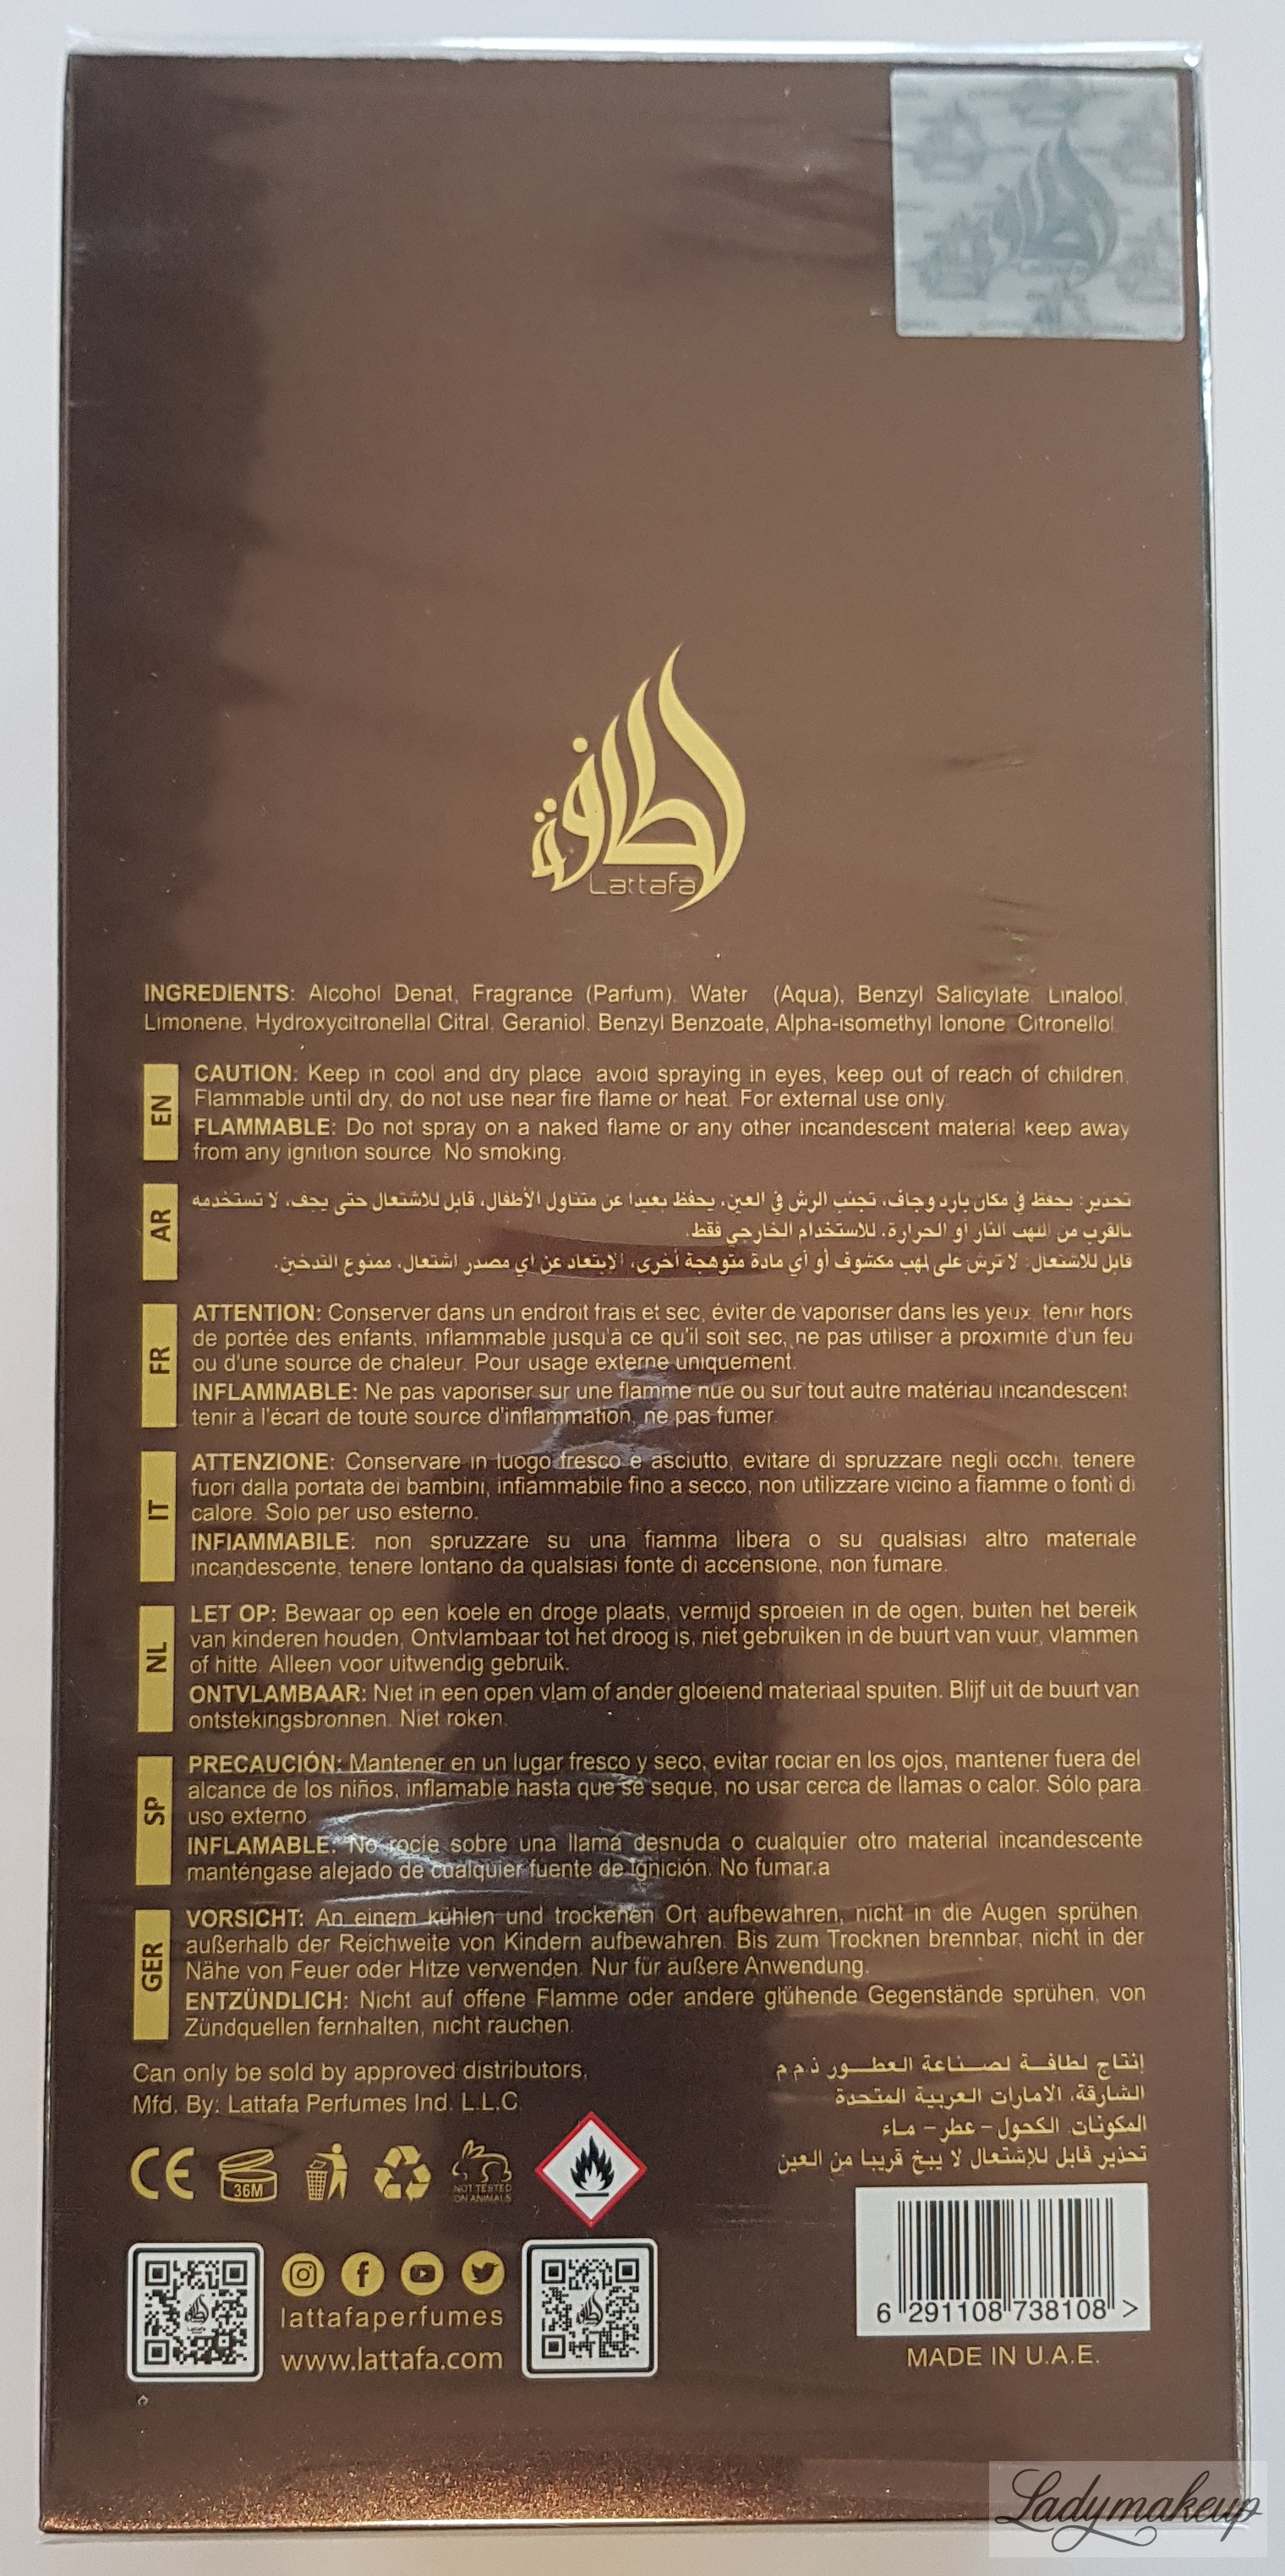 لطافة
Lattafa
INGREDIENTS: Alcohol Denat, Fragrance (Parfum), Water (Aqua), Benzyl Salicylate, Linalool,
Limonene, Hydroxycitronellal Citral, Geraniol, Benzyl Benzoate, Alpha-isomethyl Ionone, Citronellol
EN
CAUTION: Keep in cool and dry place, avoid spraying in eyes, keep out of reach of children,
Flammable until dry, do not use near fire flame or heat. For external use only.
FLAMMABLE: Do not spray on a naked flame or any other incandescent material keep away
from any ignition source. No smoking.
AR
تحذير: يحفظ في مكان بارد وجاف، تجنب الرش في العين، يحفظ بعيدا عن متناول الأطفال، قابل للاشتعال حتى يجف، لا تستخدمه
بالقرب من اللهب النار أو الحرارة، للاستخدام الخارجي فقط.
قابل للاشتعال: لا ترش على لهب مكشوف أو أي مادة متوهجة أخرى، الإبتعاد عن أي مصدر اشتعال، ممنوع التدخين.
FR
ATTENTION: Conserver dans un endroit frais et sec, éviter de vaporiser dans les yeux, tenir hors
de portée des enfants, inflammable jusqu'à ce qu'il soit sec, ne pas utiliser à proximité d'un feu
ou d'une source de chaleur. Pour usage externe uniquement.
INFLAMMABLE: Ne pas vaporiser sur une flamme nue ou sur tout autre matériau incandescent
tenir à l'écart de toute source d'inflammation, ne pas fumer.
IT
ATTENZIONE: Conservare in luogo fresco e asciutto, evitare di spruzzare negli occhi, tenere
fuori dalla portata dei bambini, infiammabile fino a secco, non utilizzare vicino a fiamme o fonti di
calore. Solo per uso esterno.
INFIAMMABILE: non spruzzare su una fiamma libera o su qualsiasi altro materiale
incandescente, tenere lontano da qualsiasi fonte di accensione, non fumare.
NL
LET OP: Bewaar op een koele en droge plaats, vermijd sproeien in de ogen, buiten het bereik
van kinderen houden, Ontvlambaar tot het droog is, niet gebruiken in de buurt van vuur, vlammen
of hitte. Alleen voor uitwendig gebruik.
ONTVLAMBAAR: Niet in een open vlam of ander gloeiend materiaal spuiten. Blijf uit de buurt van
ontstekingsbronnen. Niet roken.
SP
PRECAUCIÓN: Mantener en un lugar fresco y seco, evitar rociar en los ojos, mantener fuera del
alcance de los niños, inflamable hasta que se seque, no usar cerca de llamas o calor. Sólo para
uso externo.
INFLAMABLE: No rocíe sobre una llama desnuda o cualquier otro material incandescente
manténgase alejado de cualquier fuente de ignición. No fumar.a
GER
VORSICHT: An einem kühlen und trockenen Ort aufbewahren, nicht in die Augen sprühen,
außerhalb der Reichweite von Kindern aufbewahren. Bis zum Trocknen brennbar, nicht in der
Nähe von Feuer oder Hitze verwenden. Nur für äußere Anwendung.
ENTZÜNDLICH: Nicht auf offene Flamme oder andere glühende Gegenstände sprühen, von
Zündquellen fernhalten, nicht rauchen.
Can only be sold by approved distributors,
Mfd. By: Lattafa Perfumes Ind. L.L.C.
إنتاج لطافة لصناعة العطور ذ.م.م
الشارقة، الامارات العربية المتحدة
المكونات: الكحول – عطر – ماء
تحذير قابل للإشتعال لا يبخ قريبا من العين
CE
36M
NOT TESTED
ON ANIMALS
lattafaperfumes
www.lattafa.com
6 291108 738108 >
MADE IN U.A.E.
Ladymakeup